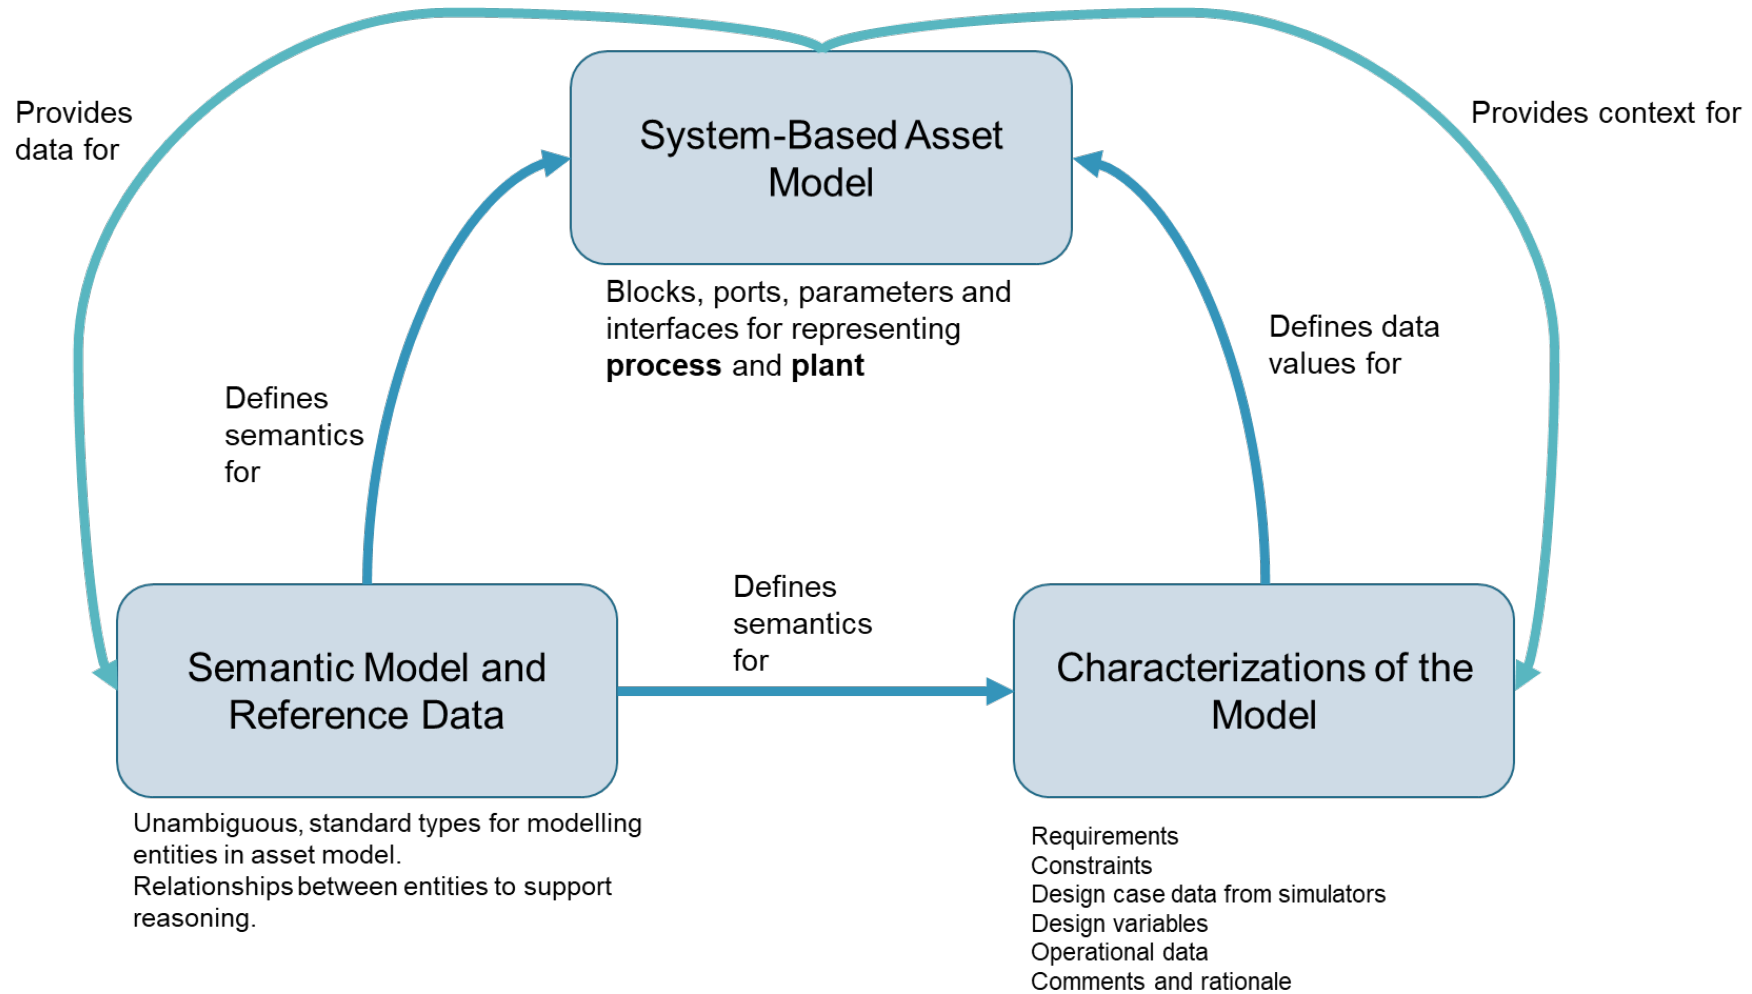 Provides
data for
System-Based Asset
Model
Provides context for
Blocks, ports, parameters and
interfaces for representing
process and plant
Defines data
values for
Defines
semantics
for
Defines
semantics
for
Semantic Model and
Reference Data
Characterizations of the
Model
Unambiguous, standard types for modelling
entities in asset model.
Relationships between entities to support
reasoning.
Requirements
Constraints
Design case data from simulators
Design variables
Operational data
Comments and rationale